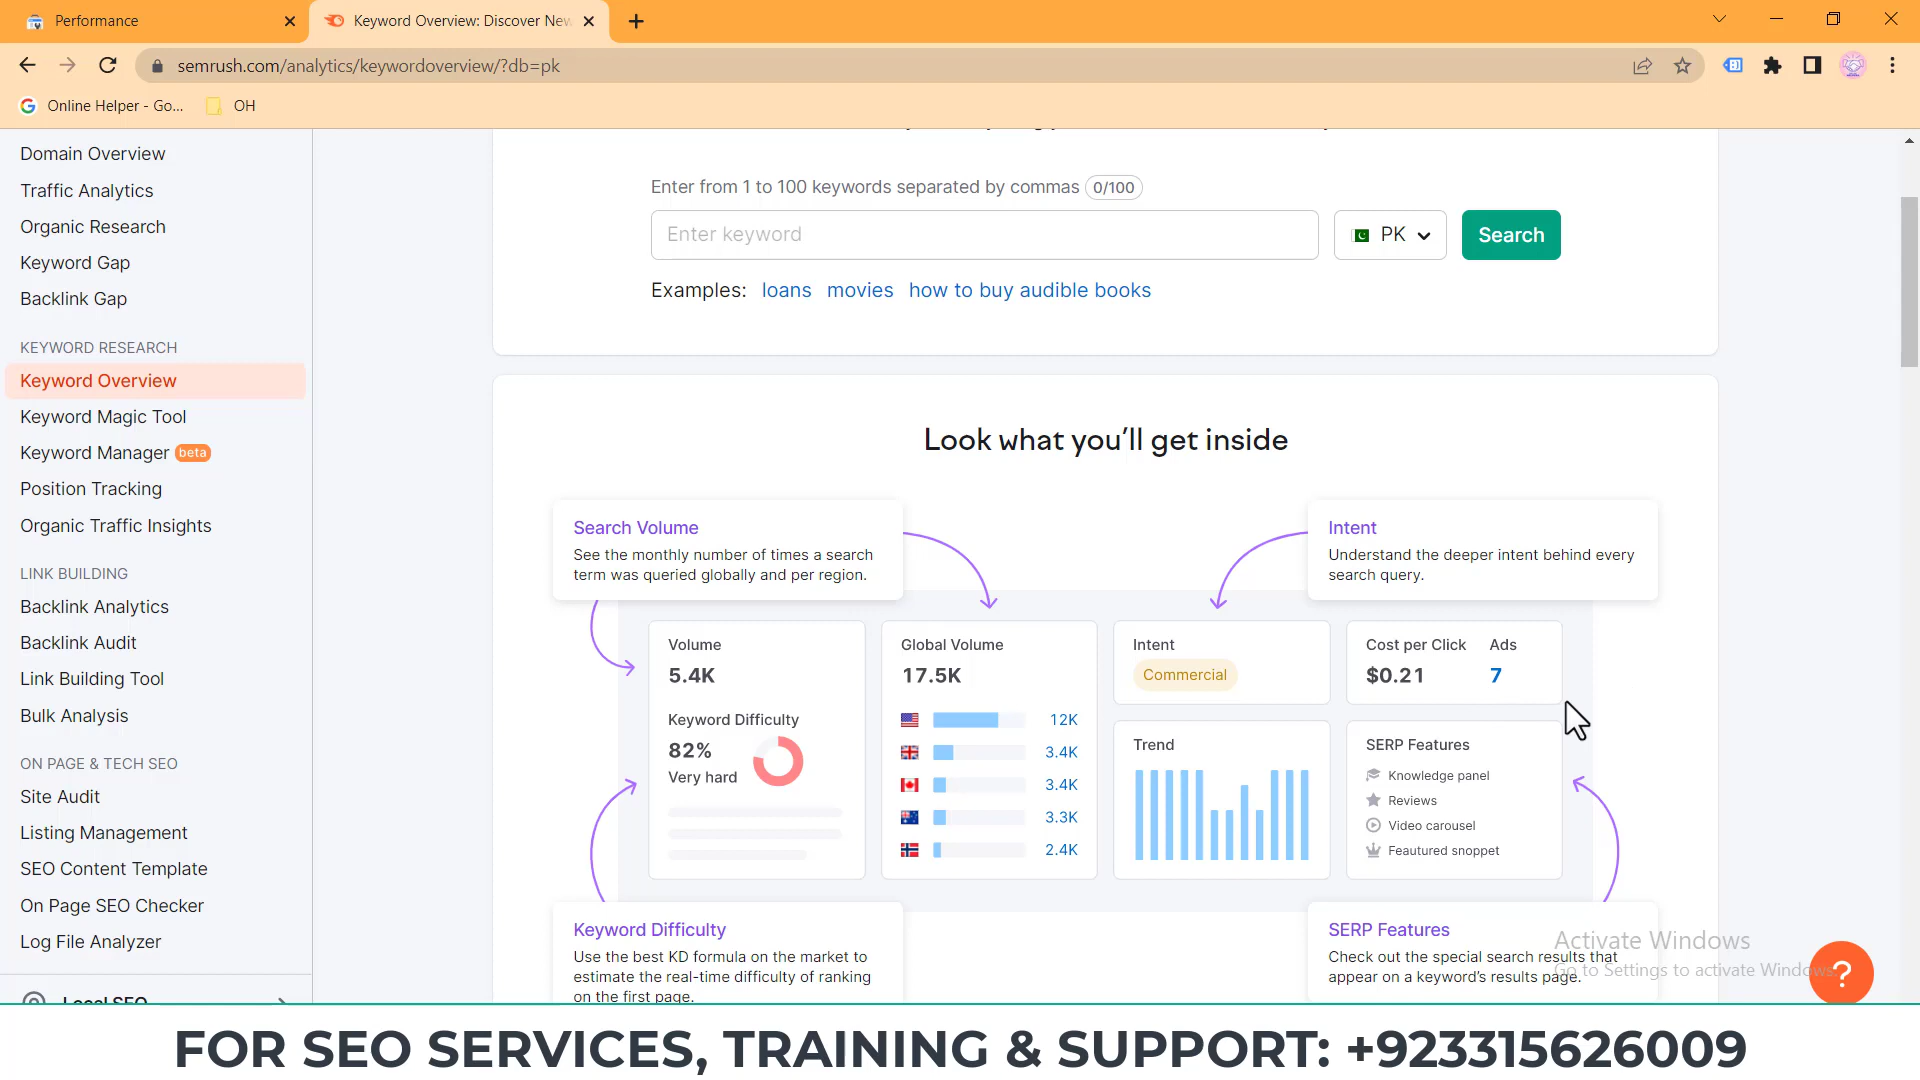 Performance
Keyword Overview: Discover New
semrush.com/analytics/keywordoverview/?db=pk
Online Helper - Go...
OH
Domain Overview
Traffic Analytics
Organic Research
Keyword Gap
Backlink Gap
KEYWORD RESEARCH
Keyword Overview
Keyword Magic Tool
Keyword Manager beta
Position Tracking
Organic Traffic Insights
LINK BUILDING
Backlink Analytics
Backlink Audit
Link Building Tool
Bulk Analysis
ON PAGE & TECH SEO
Site Audit
Listing Management
SEO Content Template
On Page SEO Checker
Log File Analyzer
Local SEO
Enter from 1 to 100 keywords separated by commas 0/100
Enter keyword
PK
Search
Examples: loans movies how to buy audible books
Look what you'll get inside
Search Volume
See the monthly number of times a search
term was queried globally and per region.
Intent
Understand the deeper intent behind every
search query.
Volume
5.4K
Keyword Difficulty
82%
Very hard
Global Volume
17.5K
12K
3.4K
3.4K
3.3K
2.4K
Intent
Commercial
Trend
Cost per Click Ads
$0.21 7
SERP Features
Knowledge panel
Reviews
Video carousel
Feautured snoppet
Keyword Difficulty
Use the best KD formula on the market to
estimate the real-time difficulty of ranking
on the first page.
SERP Features
Check out the special search results that
appear on a keyword's results page.
Activate Windows
Go to Settings to activate Windows
?
FOR SEO SERVICES, TRAINING & SUPPORT: +923315626009